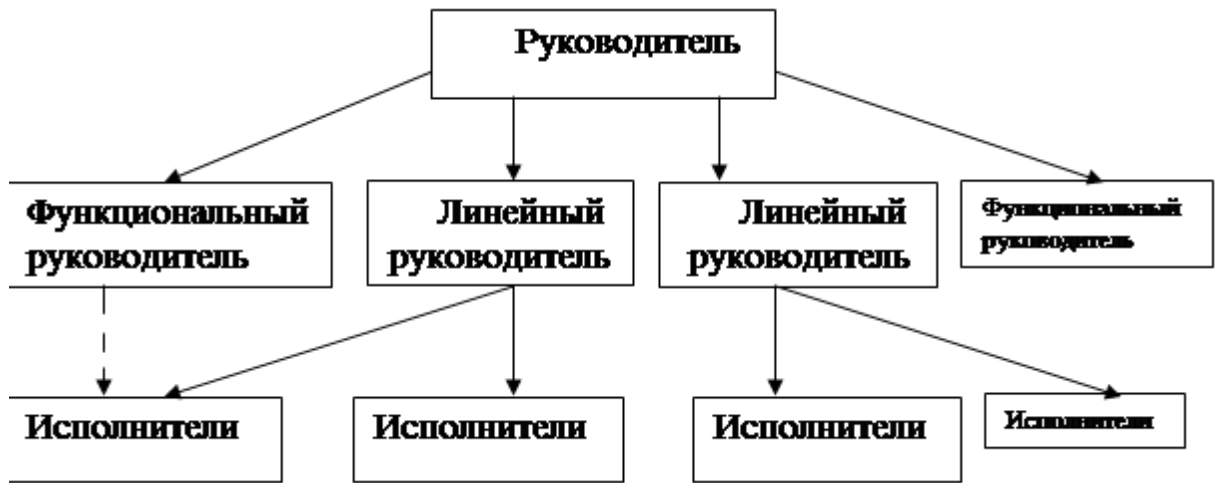 Руководитель
Функциональный
руководитель
Линейный
руководитель
Линейный
руководитель
Функциональный
руководитель
Исполнители
Исполнители
Исполнители
Исполнители